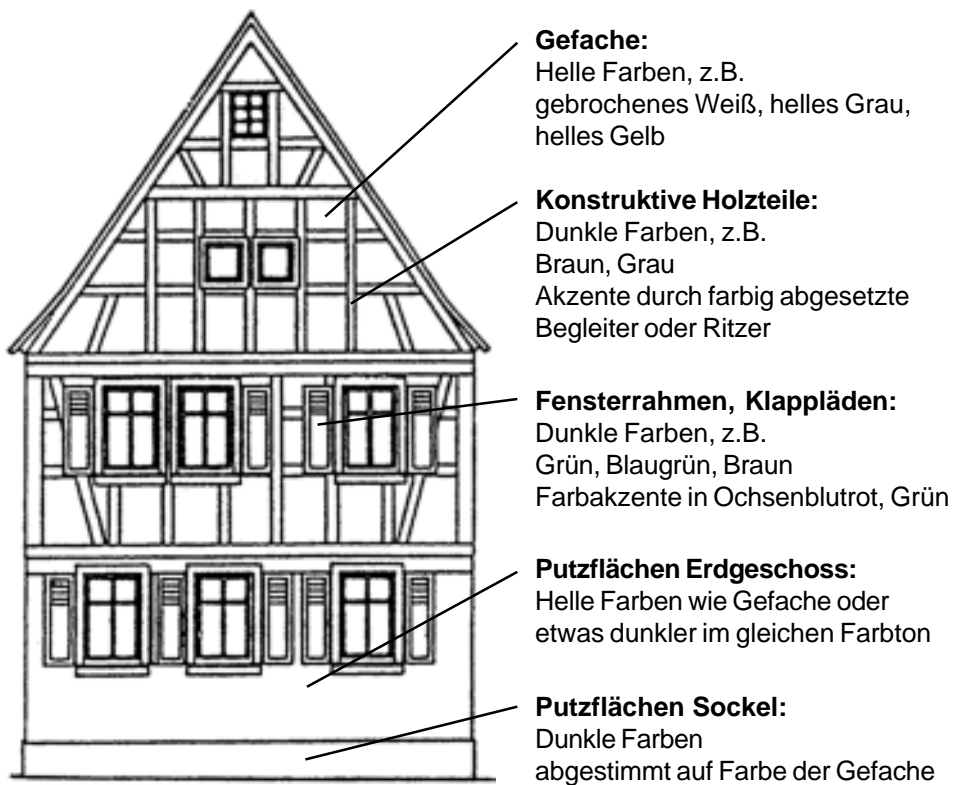 Gefache:
Helle Farben, z.B.
gebrochenes Weiß, helles Grau,
helles Gelb
Konstruktive Holzteile:
Dunkle Farben, z.B.
Braun, Grau
Akzente durch farbig abgesetzte
Begleiter oder Ritzer
Fensterrahmen, Klappläden:
Dunkle Farben, z.B.
Grün, Blaugrün, Braun
Farbakzente in Ochsenblutrot, Grün
Putzflächen Erdgeschoss:
Helle Farben wie Gefache oder
etwas dunkler im gleichen Farbton
Putzflächen Sockel:
Dunkle Farben
abgestimmt auf Farbe der Gefache